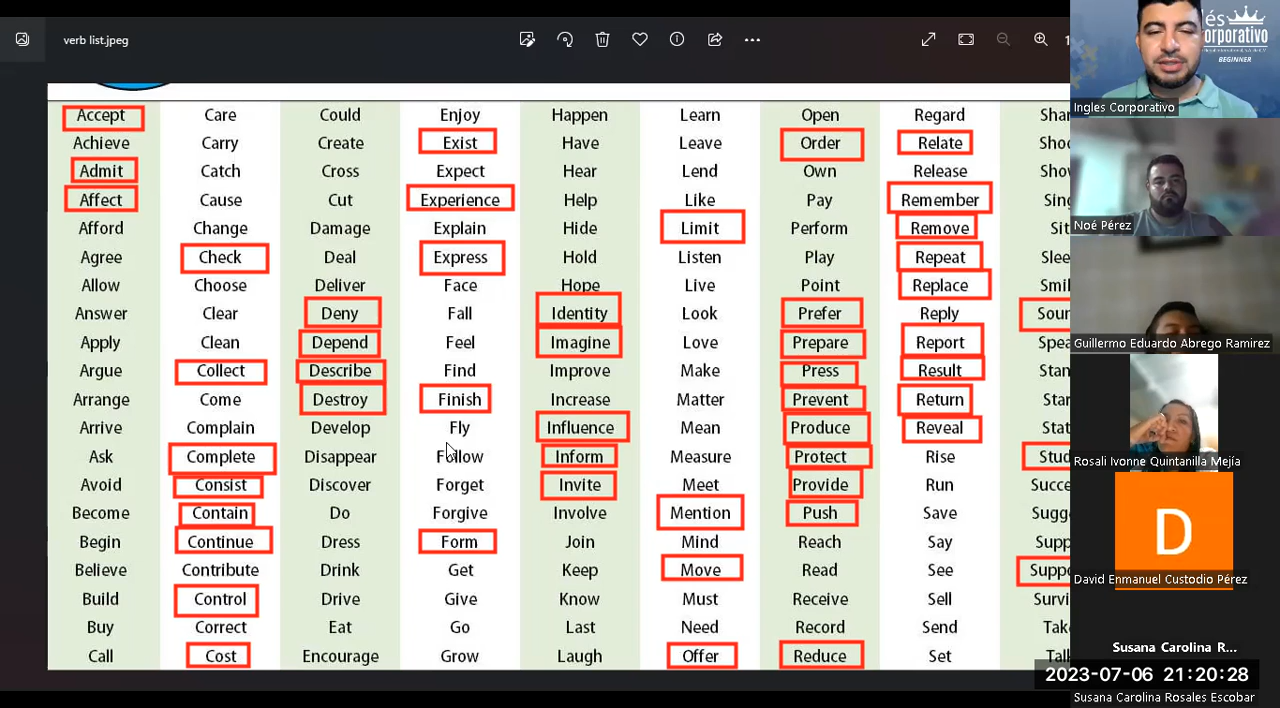 verb list.jpeg
Accept Care Could Enjoy Happen Learn Open Regard
Achieve Carry Create Exist Have Leave Order Relate
Admit Catch Cross Expect Hear Lend Own Release
Affect Cause Cut Experience Help Like Pay Remember
Afford Change Damage Explain Hide Limit Perform Remove
Agree Check Deal Express Hold Listen Play Repeat
Allow Choose Deliver Face Hope Live Point Replace
Answer Clear Deny Fall Identity Look Prefer Reply
Apply Clean Depend Feel Imagine Love Prepare Report
Argue Collect Describe Find Improve Make Press Result
Arrange Come Destroy Finish Increase Matter Prevent Return
Arrive Complain Develop Fly Influence Mean Produce Reveal
Ask Complete Disappear Follow Inform Measure Protect Rise
Avoid Consist Discover Forget Invite Meet Provide Run
Become Contain Do Forgive Involve Mention Push Save
Begin Continue Dress Form Join Mind Reach Say
Believe Contribute Drink Get Keep Move Read See
Build Control Drive Give Know Must Receive Sell
Buy Correct Eat Go Last Need Record Send
Call Cost Encourage Grow Laugh Offer Reduce Set
és
orporativo
BEGINNER
Ingles Corporativo
Noé Pérez
Guillermo Eduardo Abrego Ramirez
Rosali Ivonne Quintanilla Mejía
D
David Enmanuel Custodio Pérez
Susana Carolina R...
2023-07-06 21:20:28
Susana Carolina Rosales Escobar